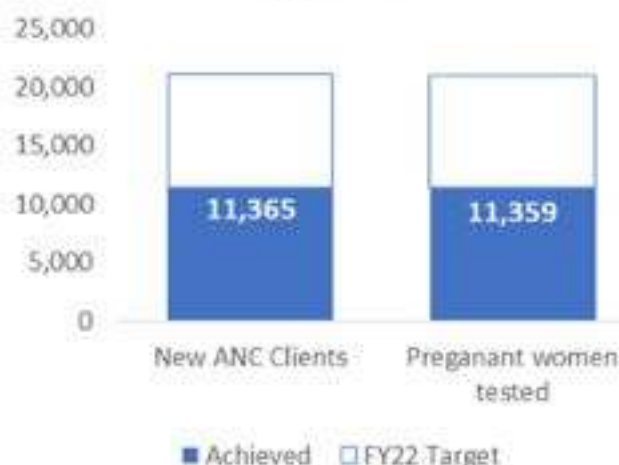 25,000
20,000
15,000
10,000
5,000
0
11,365
11,359
New ANC Clients
Preganant women
tested
Achieved
FY22 Target